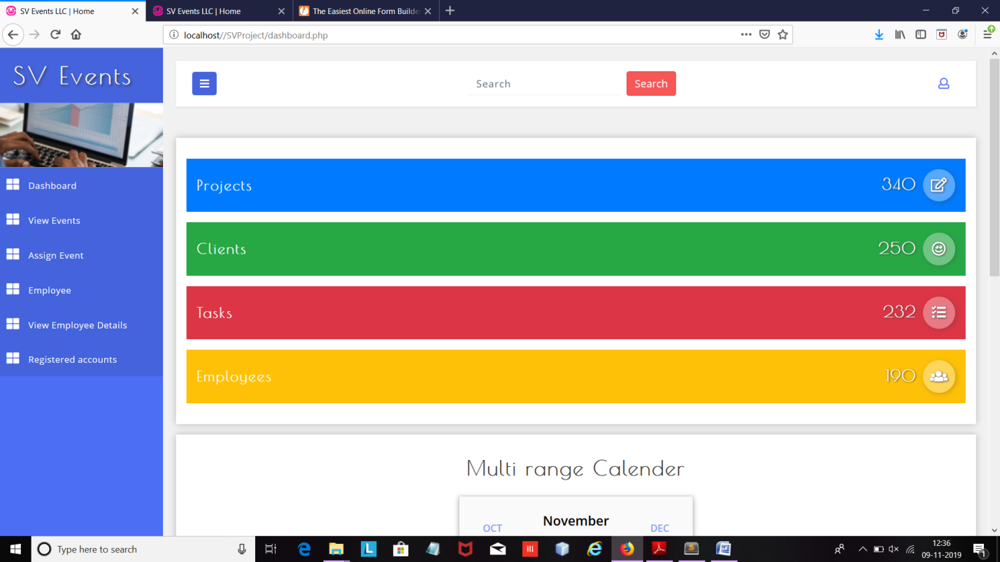 SV Events LLC | Home
SV Events LLC | Home
The Easiest Online Form Builde
localhost//SVProject/dashboard.php
SV Events
Search
Search
Dashboard
View Events
Assign Event
Employee
View Employee Details
Registered accounts
Projects 340
Clients 250
Tasks 232
Employees 190
Multi range Calender
OCT November DEC
Type here to search
12:36
09-11-2019
1